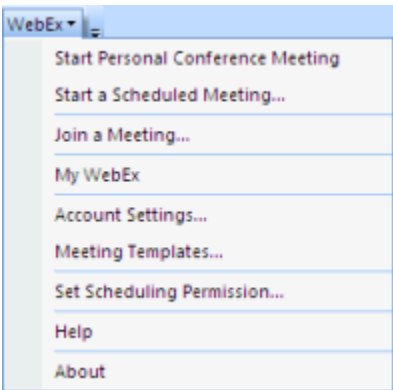 WebEx
Start Personal Conference Meeting
Start a Scheduled Meeting...
Join a Meeting...
My WebEx
Account Settings...
Meeting Templates...
Set Scheduling Permission...
Help
About